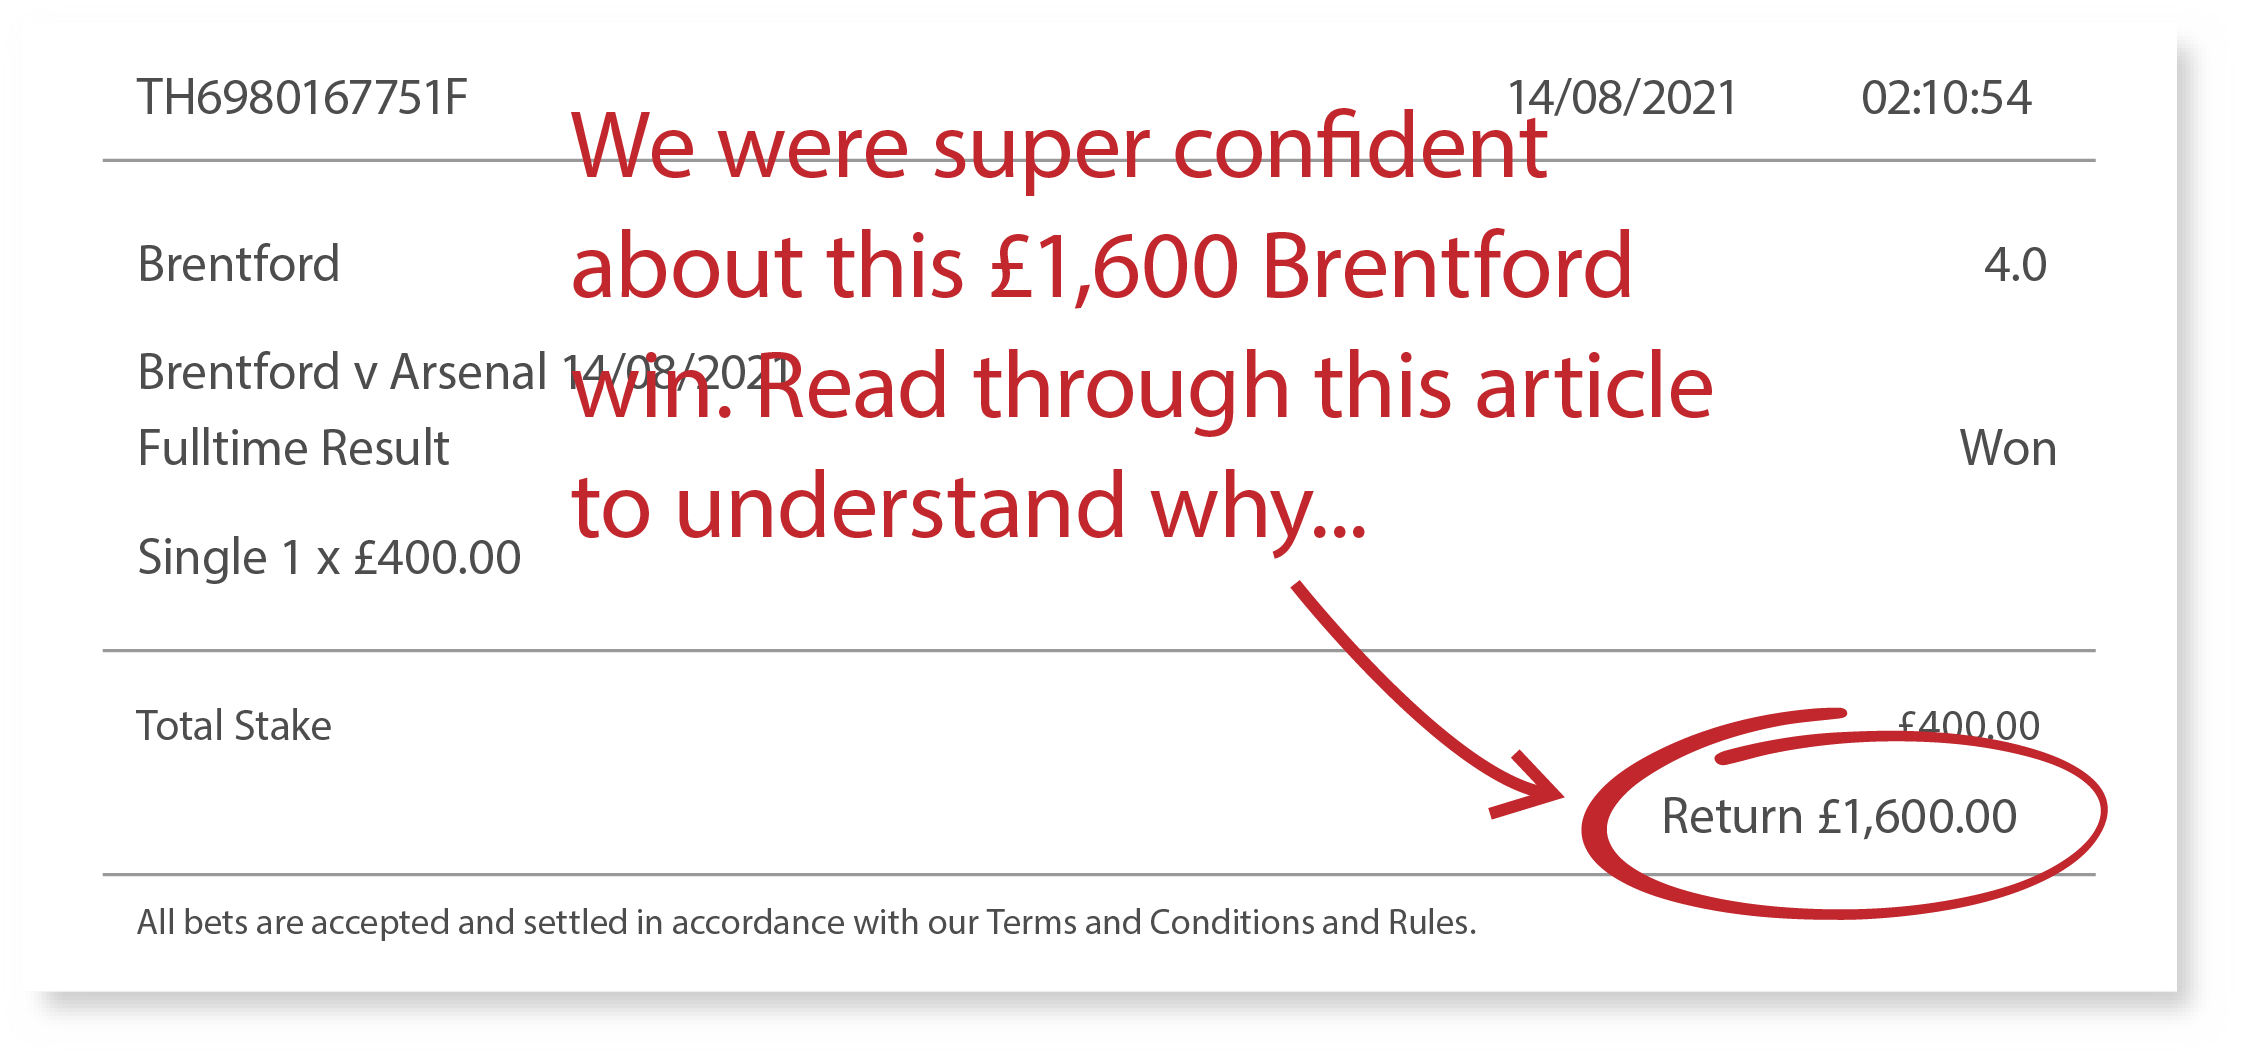 TH6980167751F 14/08/2021 02:10:54
We were super confident
about this £1,600 Brentford
win. Read through this article
to understand why...
Brentford 4.0
Brentford v Arsenal 14/08/2021
Fulltime Result Won
Single 1 x £400.00
Total Stake £400.00
Return £1,600.00
All bets are accepted and settled in accordance with our Terms and Conditions and Rules.